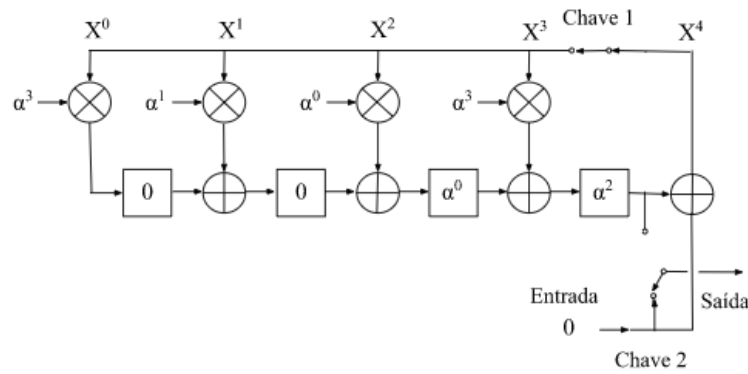 Chave 1
X⁰ X¹ X² X³ X⁴
α³ α¹ α⁰ α³
0 0 α⁰ α²
Entrada Saída
0
Chave 2